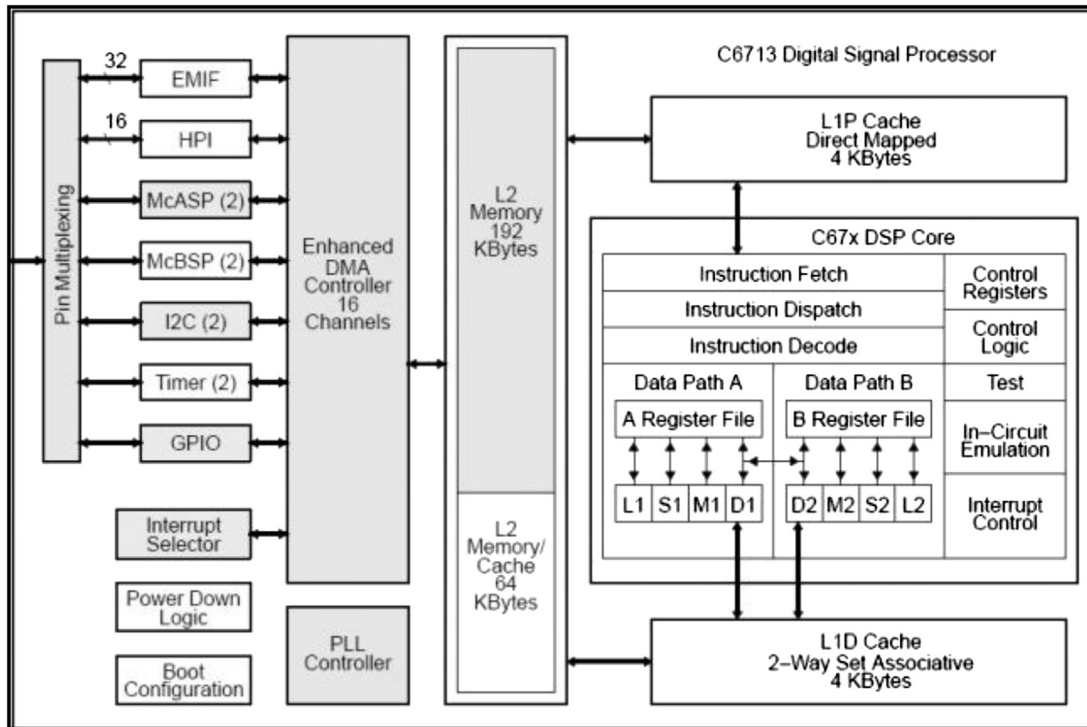 C6713 Digital Signal Processor
Pin Multiplexing
32
EMIF
16
HPI
McASP (2)
McBSP (2)
I2C (2)
Timer (2)
GPIO
Interrupt
Selector
Power Down
Logic
Boot
Configuration
Enhanced
DMA
Controller
16
Channels
PLL
Controller
L2
Memory
192
KBytes
L2
Memory/
Cache
64
KBytes
L1P Cache
Direct Mapped
4 KBytes
C67x DSP Core
Instruction Fetch
Instruction Dispatch
Instruction Decode
Data Path A
Data Path B
A Register File
B Register File
L1 S1 M1 D1
D2 M2 S2 L2
Control
Registers
Control
Logic
Test
In–Circuit
Emulation
Interrupt
Control
L1D Cache
2–Way Set Associative
4 KBytes